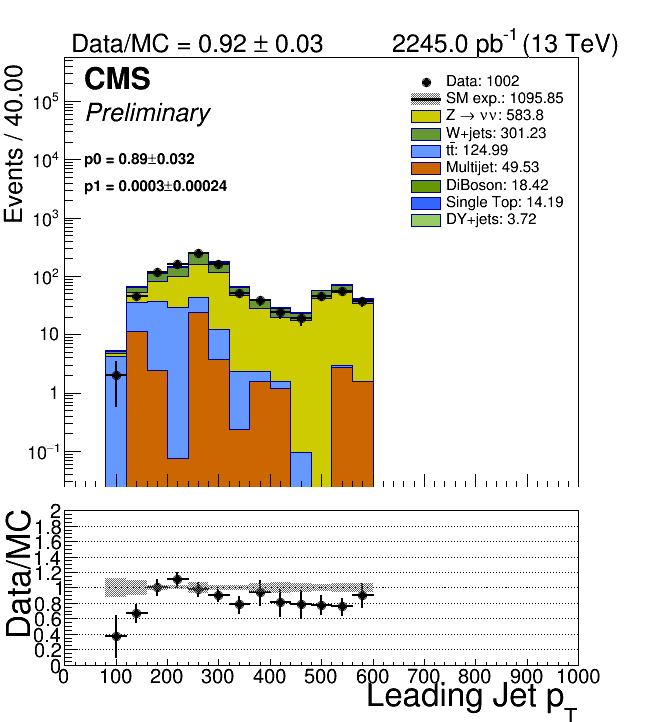 Data/MC = 0.92 ± 0.03 2245.0 pb⁻¹ (13 TeV)
CMS
Preliminary
p0 = 0.89±0.032
p1 = 0.0003±0.00024
Data: 1002
SM exp.: 1095.85
Z → νν: 583.8
W+jets: 301.23
tt̄: 124.99
Multijet: 49.53
DiBoson: 18.42
Single Top: 14.19
DY+jets: 3.72
Events / 40.00
10⁵
10⁴
10³
10²
10
1
10⁻¹
Data/MC
2
1.8
1.6
1.4
1.2
1
0.8
0.6
0.4
0.2
0
0 100 200 300 400 500 600 700 800 900 1000
Leading Jet p_T